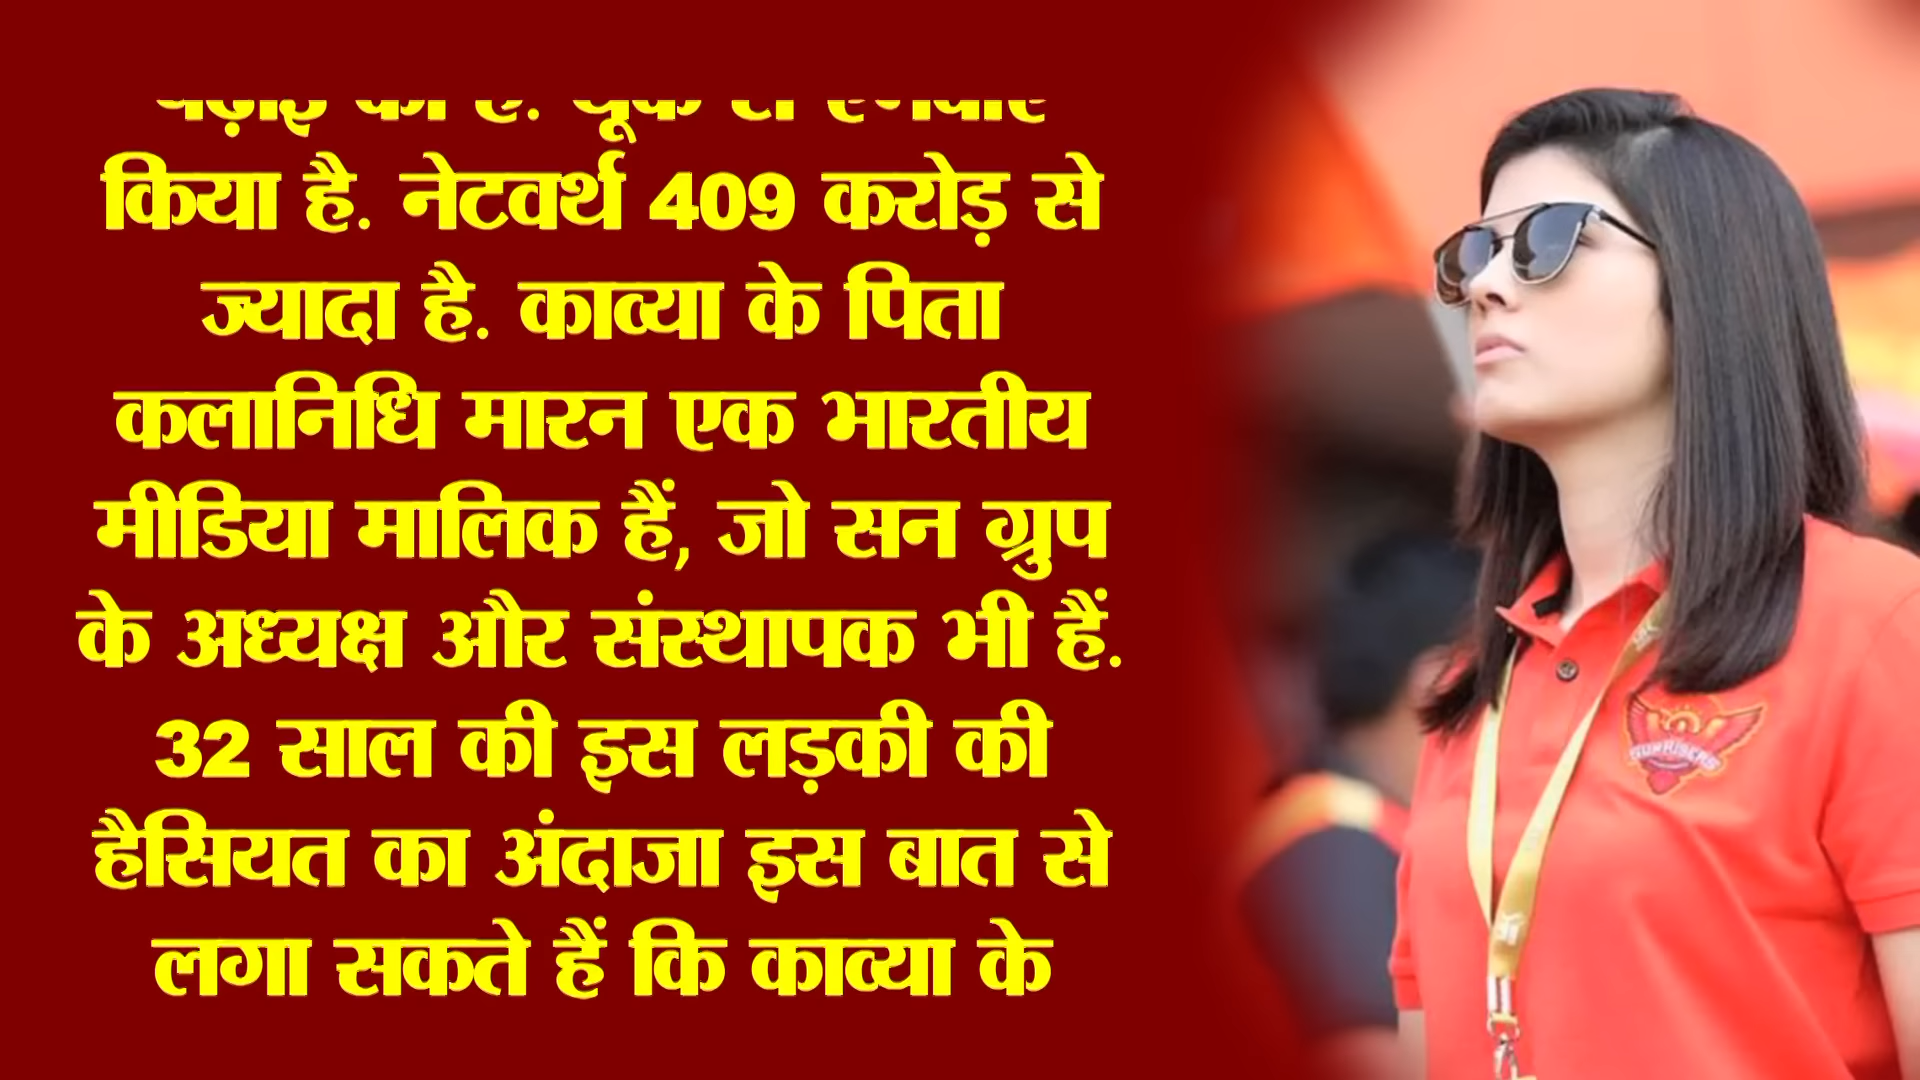 किया है. नेटवर्थ 409 करोड़ से
ज्यादा है. काव्या के पिता
कलानिधि मारन एक भारतीय
मीडिया मालिक हैं, जो सन ग्रुप
के अध्यक्ष और संस्थापक भी हैं.
32 साल की इस लड़की की
हैसियत का अंदाजा इस बात से
लगा सकते हैं कि काव्या के
SUNRISERS